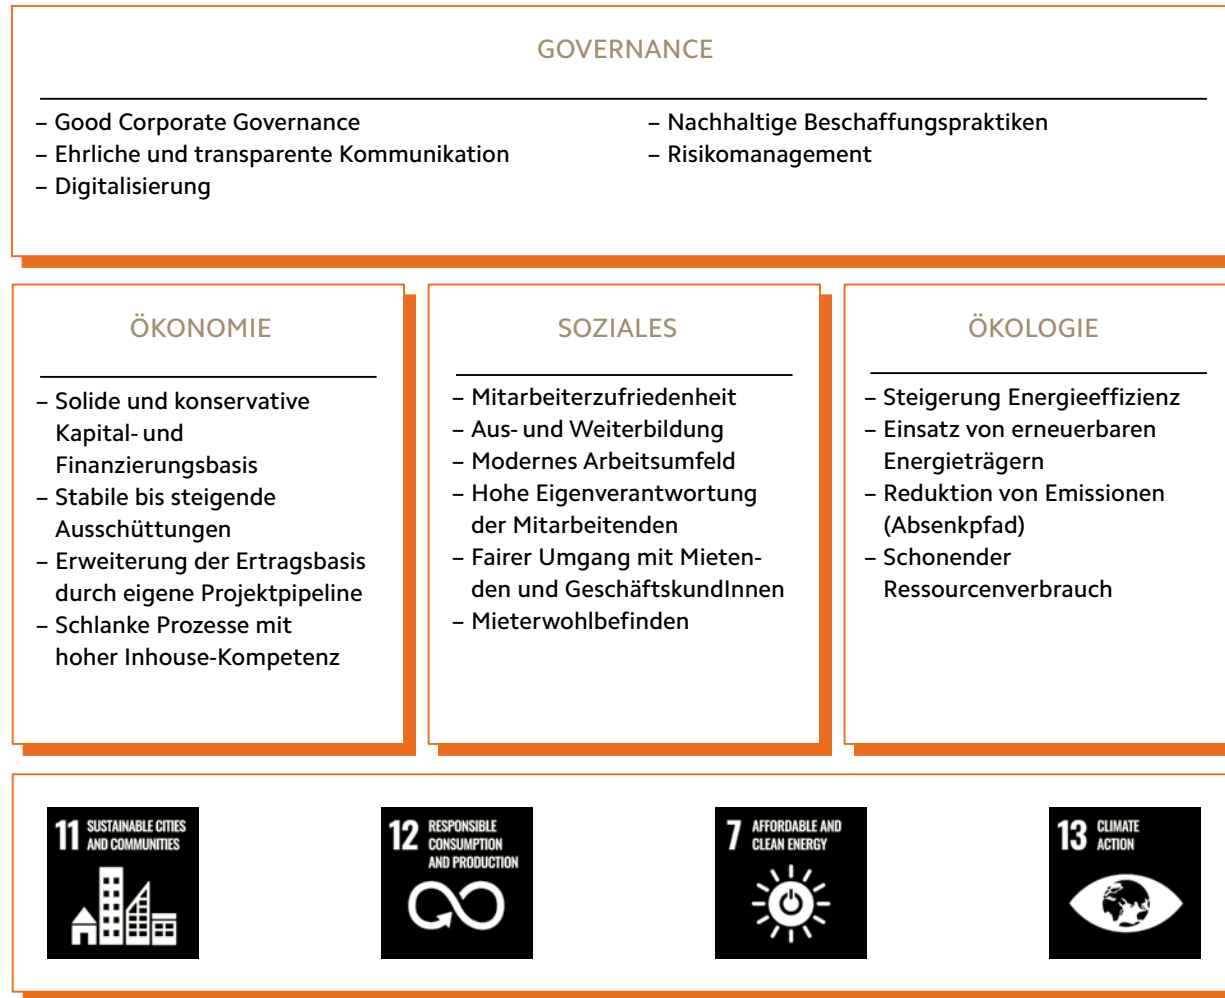 GOVERNANCE
– Good Corporate Governance
– Ehrliche und transparente Kommunikation
– Digitalisierung
– Nachhaltige Beschaffungspraktiken
– Risikomanagement
ÖKONOMIE
– Solide und konservative
Kapital- und
Finanzierungsbasis
– Stabile bis steigende
Ausschüttungen
– Erweiterung der Ertragsbasis
durch eigene Projektpipeline
– Schlanke Prozesse mit
hoher Inhouse-Kompetenz
SOZIALES
– Mitarbeiterzufriedenheit
– Aus- und Weiterbildung
– Modernes Arbeitsumfeld
– Hohe Eigenverantwortung
der Mitarbeitenden
– Fairer Umgang mit Mieten-
den und GeschäftskundInnen
– Mieterwohlbefinden
ÖKOLOGIE
– Steigerung Energieeffizienz
– Einsatz von erneuerbaren
Energieträgern
– Reduktion von Emissionen
(Absenkpfad)
– Schonender
Ressourcenverbrauch
11 SUSTAINABLE CITIES
AND COMMUNITIES
12 RESPONSIBLE
CONSUMPTION
AND PRODUCTION
7 AFFORDABLE AND
CLEAN ENERGY
13 CLIMATE
ACTION